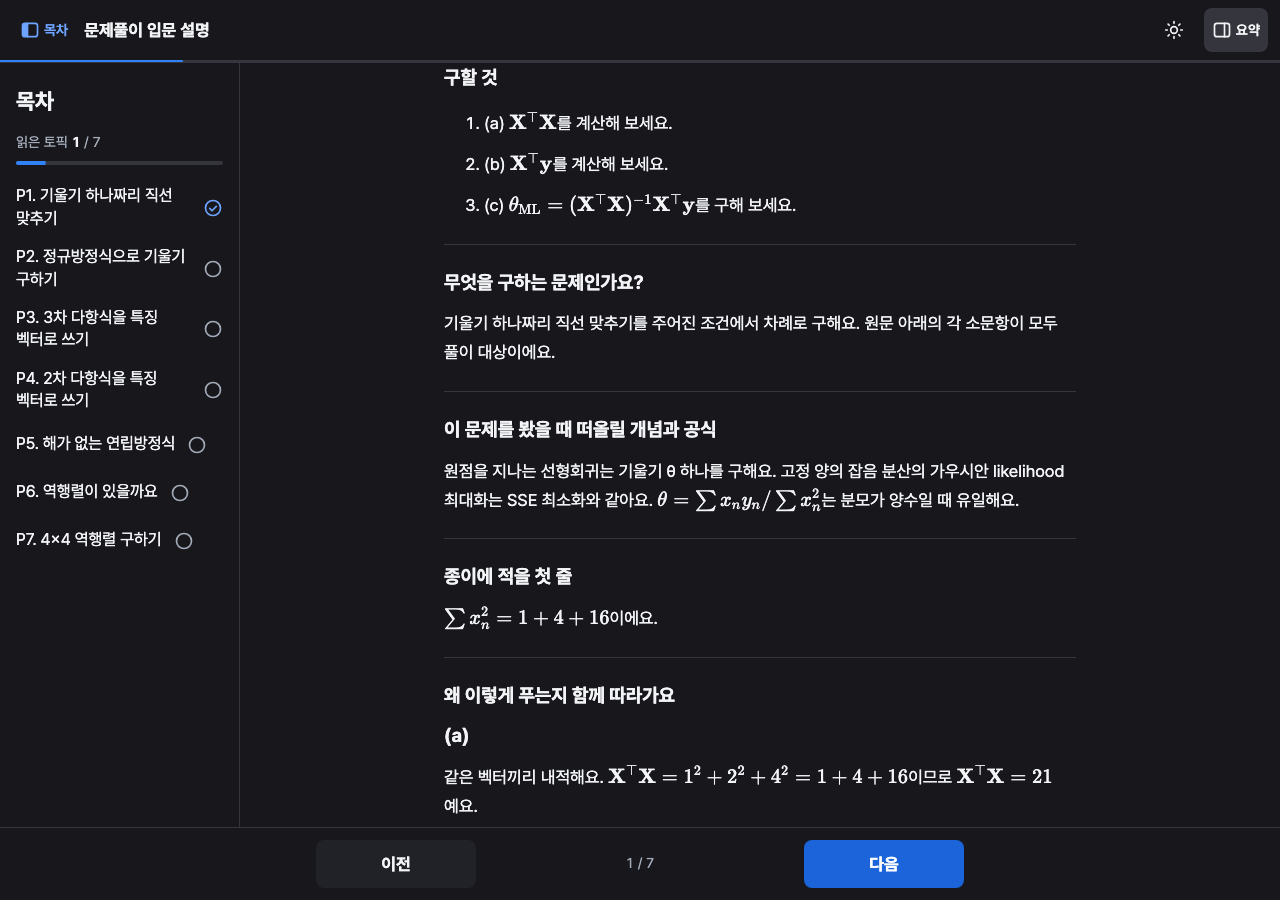 목차 문제풀이 입문 설명 요약
목차
읽은 토픽 1 / 7
P1. 기울기 하나짜리 직선
맞추기
P2. 정규방정식으로 기울기
구하기
P3. 3차 다항식을 특징
벡터로 쓰기
P4. 2차 다항식을 특징
벡터로 쓰기
P5. 해가 없는 연립방정식
P6. 역행렬이 있을까요
P7. 4×4 역행렬 구하기
구할 것
1. (a) X⊤X를 계산해 보세요.
2. (b) X⊤y를 계산해 보세요.
3. (c) θ_ML = (X⊤X)⁻¹X⊤y를 구해 보세요.
무엇을 구하는 문제인가요?
기울기 하나짜리 직선 맞추기를 주어진 조건에서 차례로 구해요. 원문 아래의 각 소문항이 모두
풀이 대상이에요.
이 문제를 봤을 때 떠올릴 개념과 공식
원점을 지나는 선형회귀는 기울기 θ 하나를 구해요. 고정 양의 잡음 분산의 가우시안 likelihood
최대화는 SSE 최소화와 같아요. θ = ∑ xₙyₙ/ ∑ xₙ²는 분모가 양수일 때 유일해요.
종이에 적을 첫 줄
∑ xₙ² = 1 + 4 + 16이에요.
왜 이렇게 푸는지 함께 따라가요
(a)
같은 벡터끼리 내적해요. X⊤X = 1² + 2² + 4² = 1 + 4 + 16이므로 X⊤X = 21
예요.
이전 1 / 7 다음